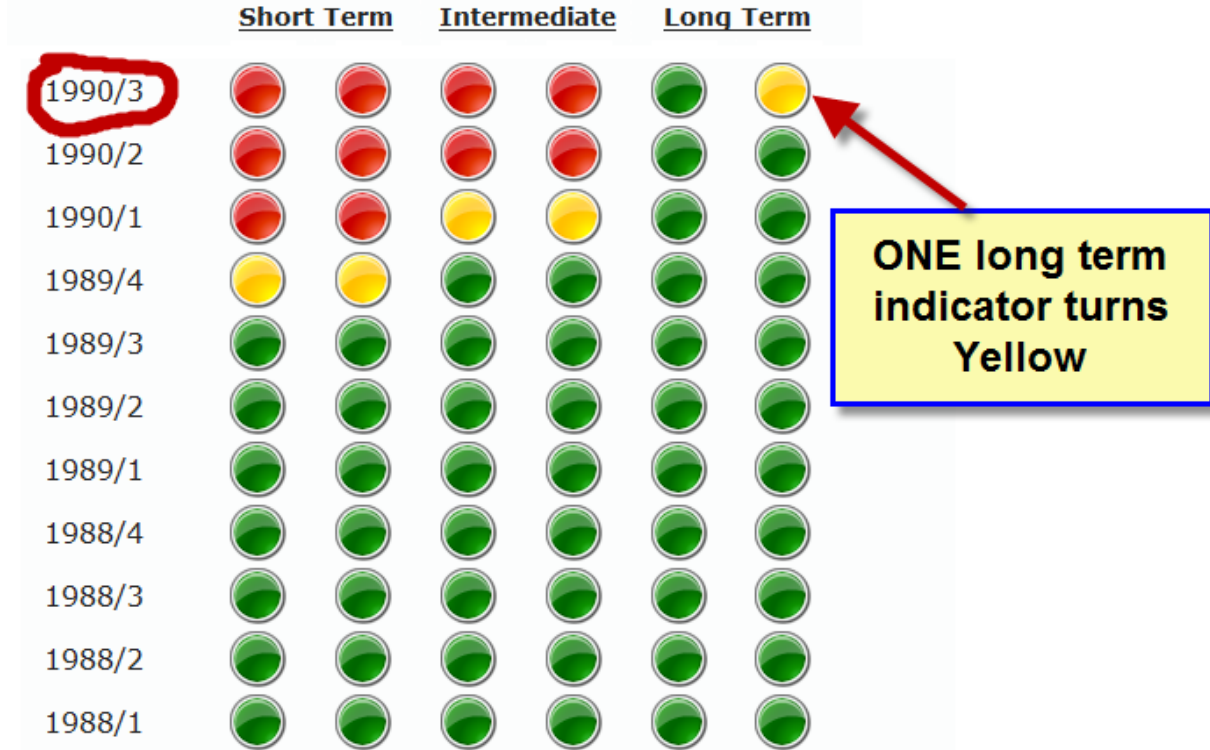 Short Term Intermediate Long Term
1990/3
1990/2
1990/1
1989/4
1989/3
1989/2
1989/1
1988/4
1988/3
1988/2
1988/1
ONE long term
indicator turns
Yellow